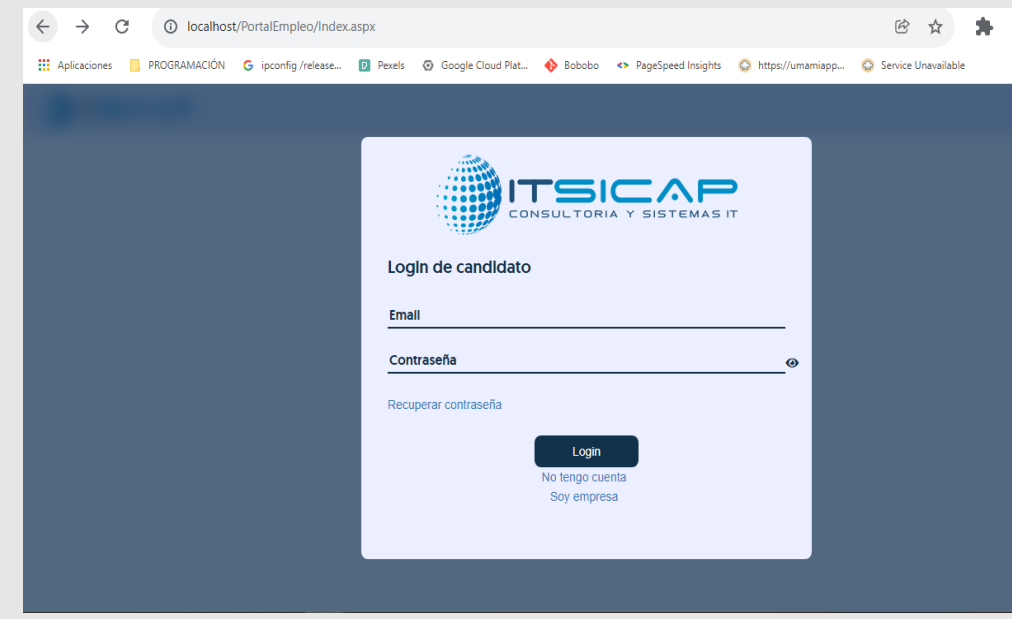 localhost/PortalEmpleo/Index.aspx
Aplicaciones PROGRAMACIÓN ipconfig /release... Pexels Google Cloud Plat... Bobobo PageSpeed Insights https://umamiapp... Service Unavailable
ITSICAP
CONSULTORIA Y SISTEMAS IT
Login de candidato
Email
Contraseña
Recuperar contraseña
Login
No tengo cuenta
Soy empresa